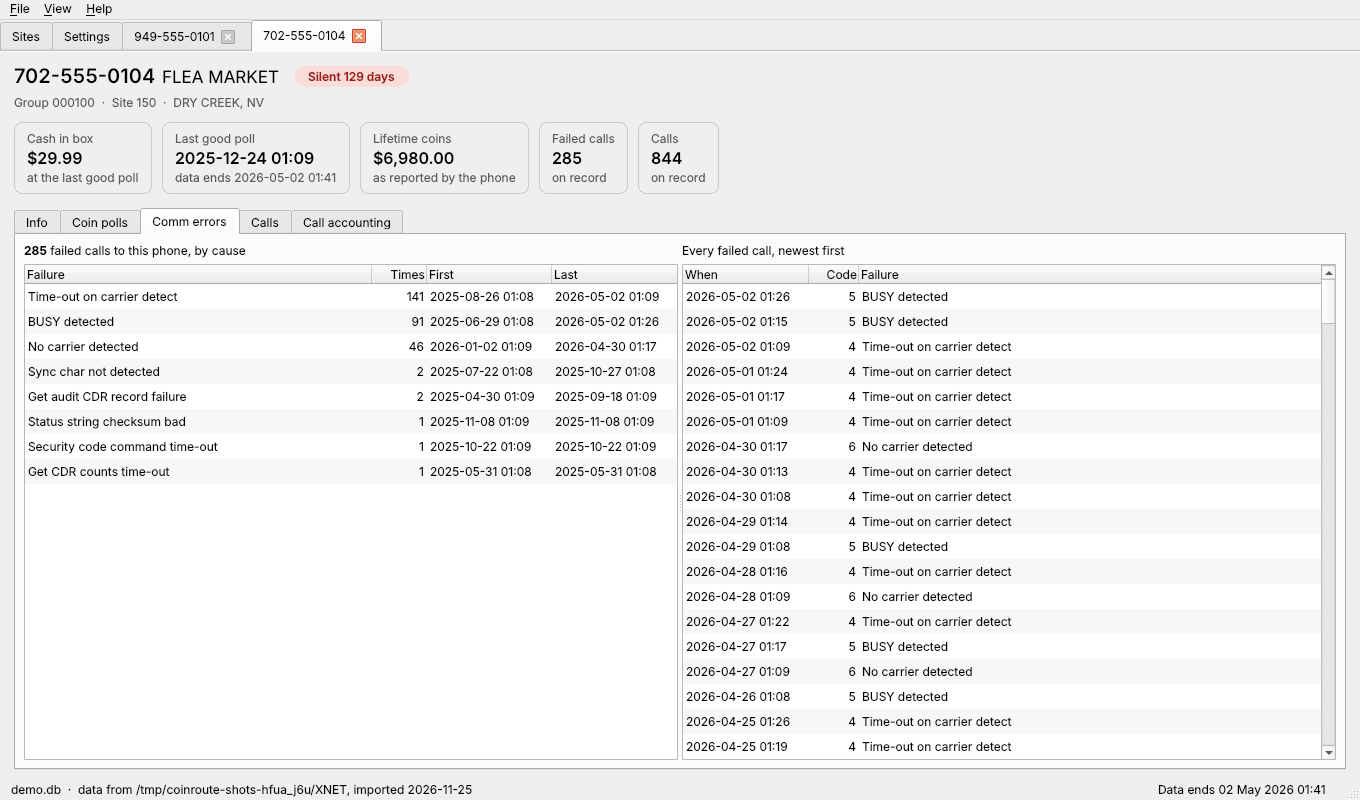 File View Help
Sites Settings 949-555-0101 702-555-0104
702-555-0104 FLEA MARKET Silent 129 days
Group 000100 · Site 150 · DRY CREEK, NV
Cash in box
$29.99
at the last good poll
Last good poll
2025-12-24 01:09
data ends 2026-05-02 01:41
Lifetime coins
$6,980.00
as reported by the phone
Failed calls
285
on record
Calls
844
on record
Info Coin polls Comm errors Calls Call accounting
285 failed calls to this phone, by cause
Failure Times First Last
Time-out on carrier detect 141 2025-08-26 01:08 2026-05-02 01:09
BUSY detected 91 2025-06-29 01:08 2026-05-02 01:26
No carrier detected 46 2026-01-02 01:09 2026-04-30 01:17
Sync char not detected 2 2025-07-22 01:08 2025-10-27 01:08
Get audit CDR record failure 2 2025-04-30 01:09 2025-09-18 01:09
Status string checksum bad 1 2025-11-08 01:09 2025-11-08 01:09
Security code command time-out 1 2025-10-22 01:09 2025-10-22 01:09
Get CDR counts time-out 1 2025-05-31 01:08 2025-05-31 01:08
Every failed call, newest first
When Code Failure
2026-05-02 01:26 5 BUSY detected
2026-05-02 01:15 5 BUSY detected
2026-05-02 01:09 4 Time-out on carrier detect
2026-05-01 01:24 4 Time-out on carrier detect
2026-05-01 01:17 4 Time-out on carrier detect
2026-05-01 01:09 4 Time-out on carrier detect
2026-04-30 01:17 6 No carrier detected
2026-04-30 01:13 4 Time-out on carrier detect
2026-04-30 01:08 4 Time-out on carrier detect
2026-04-29 01:14 4 Time-out on carrier detect
2026-04-29 01:08 5 BUSY detected
2026-04-28 01:16 4 Time-out on carrier detect
2026-04-28 01:09 6 No carrier detected
2026-04-27 01:22 4 Time-out on carrier detect
2026-04-27 01:17 5 BUSY detected
2026-04-27 01:09 6 No carrier detected
2026-04-26 01:08 5 BUSY detected
2026-04-25 01:26 4 Time-out on carrier detect
2026-04-25 01:19 4 Time-out on carrier detect
demo.db · data from /tmp/coinroute-shots-hfua_j6u/XNET, imported 2026-11-25
Data ends 02 May 2026 01:41